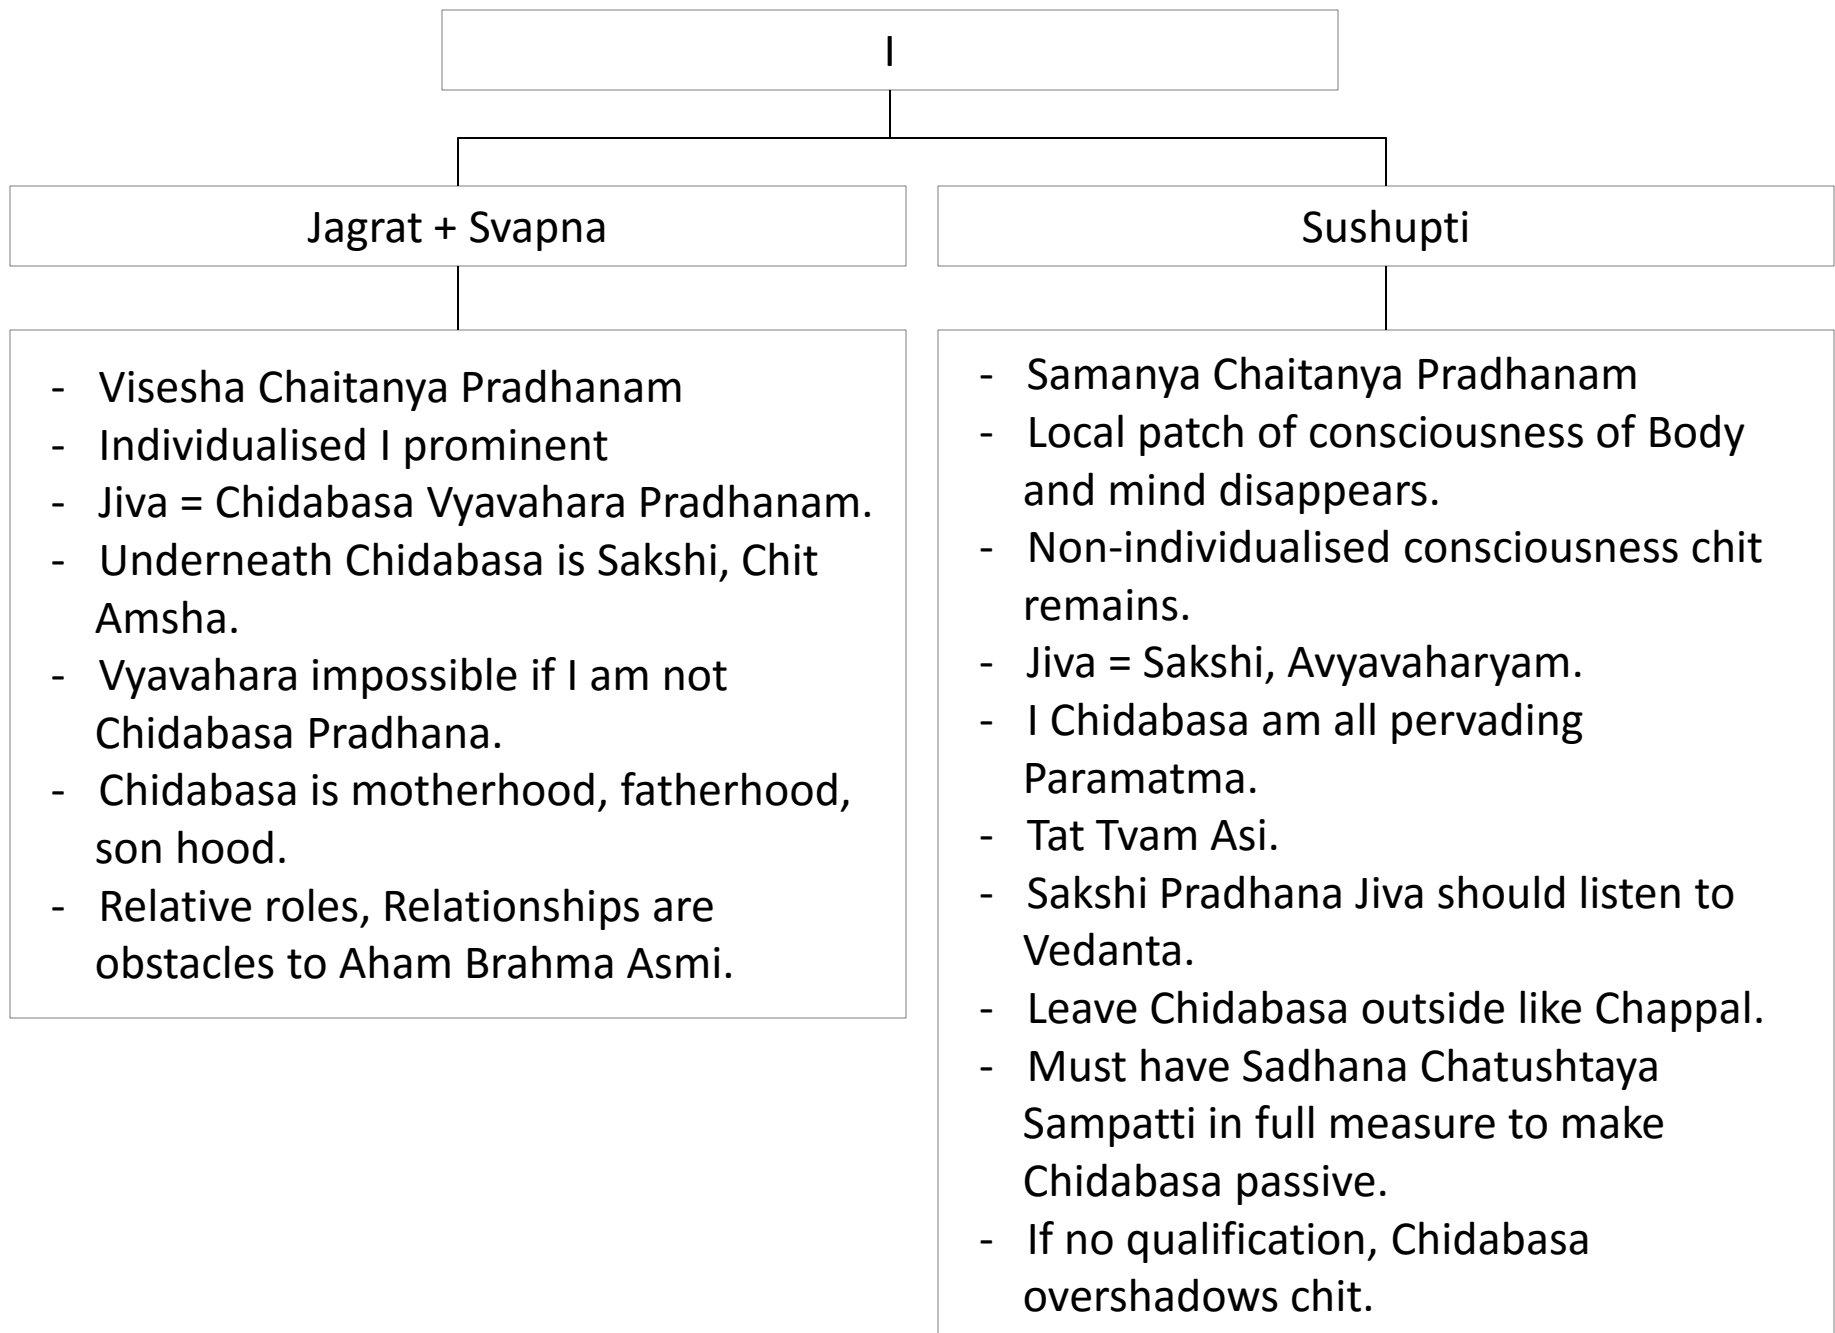 I
Jagrat + Svapna
Sushupti
- Visesha Chaitanya Pradhanam
- Individualised I prominent
- Jiva = Chidabasa Vyavahara Pradhanam.
- Underneath Chidabasa is Sakshi, Chit
Amsha.
- Vyavahara impossible if I am not
Chidabasa Pradhana.
- Chidabasa is motherhood, fatherhood,
son hood.
- Relative roles, Relationships are
obstacles to Aham Brahma Asmi.
- Samanya Chaitanya Pradhanam
- Local patch of consciousness of Body
and mind disappears.
- Non-individualised consciousness chit
remains.
- Jiva = Sakshi, Avyavaharyam.
- I Chidabasa am all pervading
Paramatma.
- Tat Tvam Asi.
- Sakshi Pradhana Jiva should listen to
Vedanta.
- Leave Chidabasa outside like Chappal.
- Must have Sadhana Chatushtaya
Sampatti in full measure to make
Chidabasa passive.
- If no qualification, Chidabasa
overshadows chit.